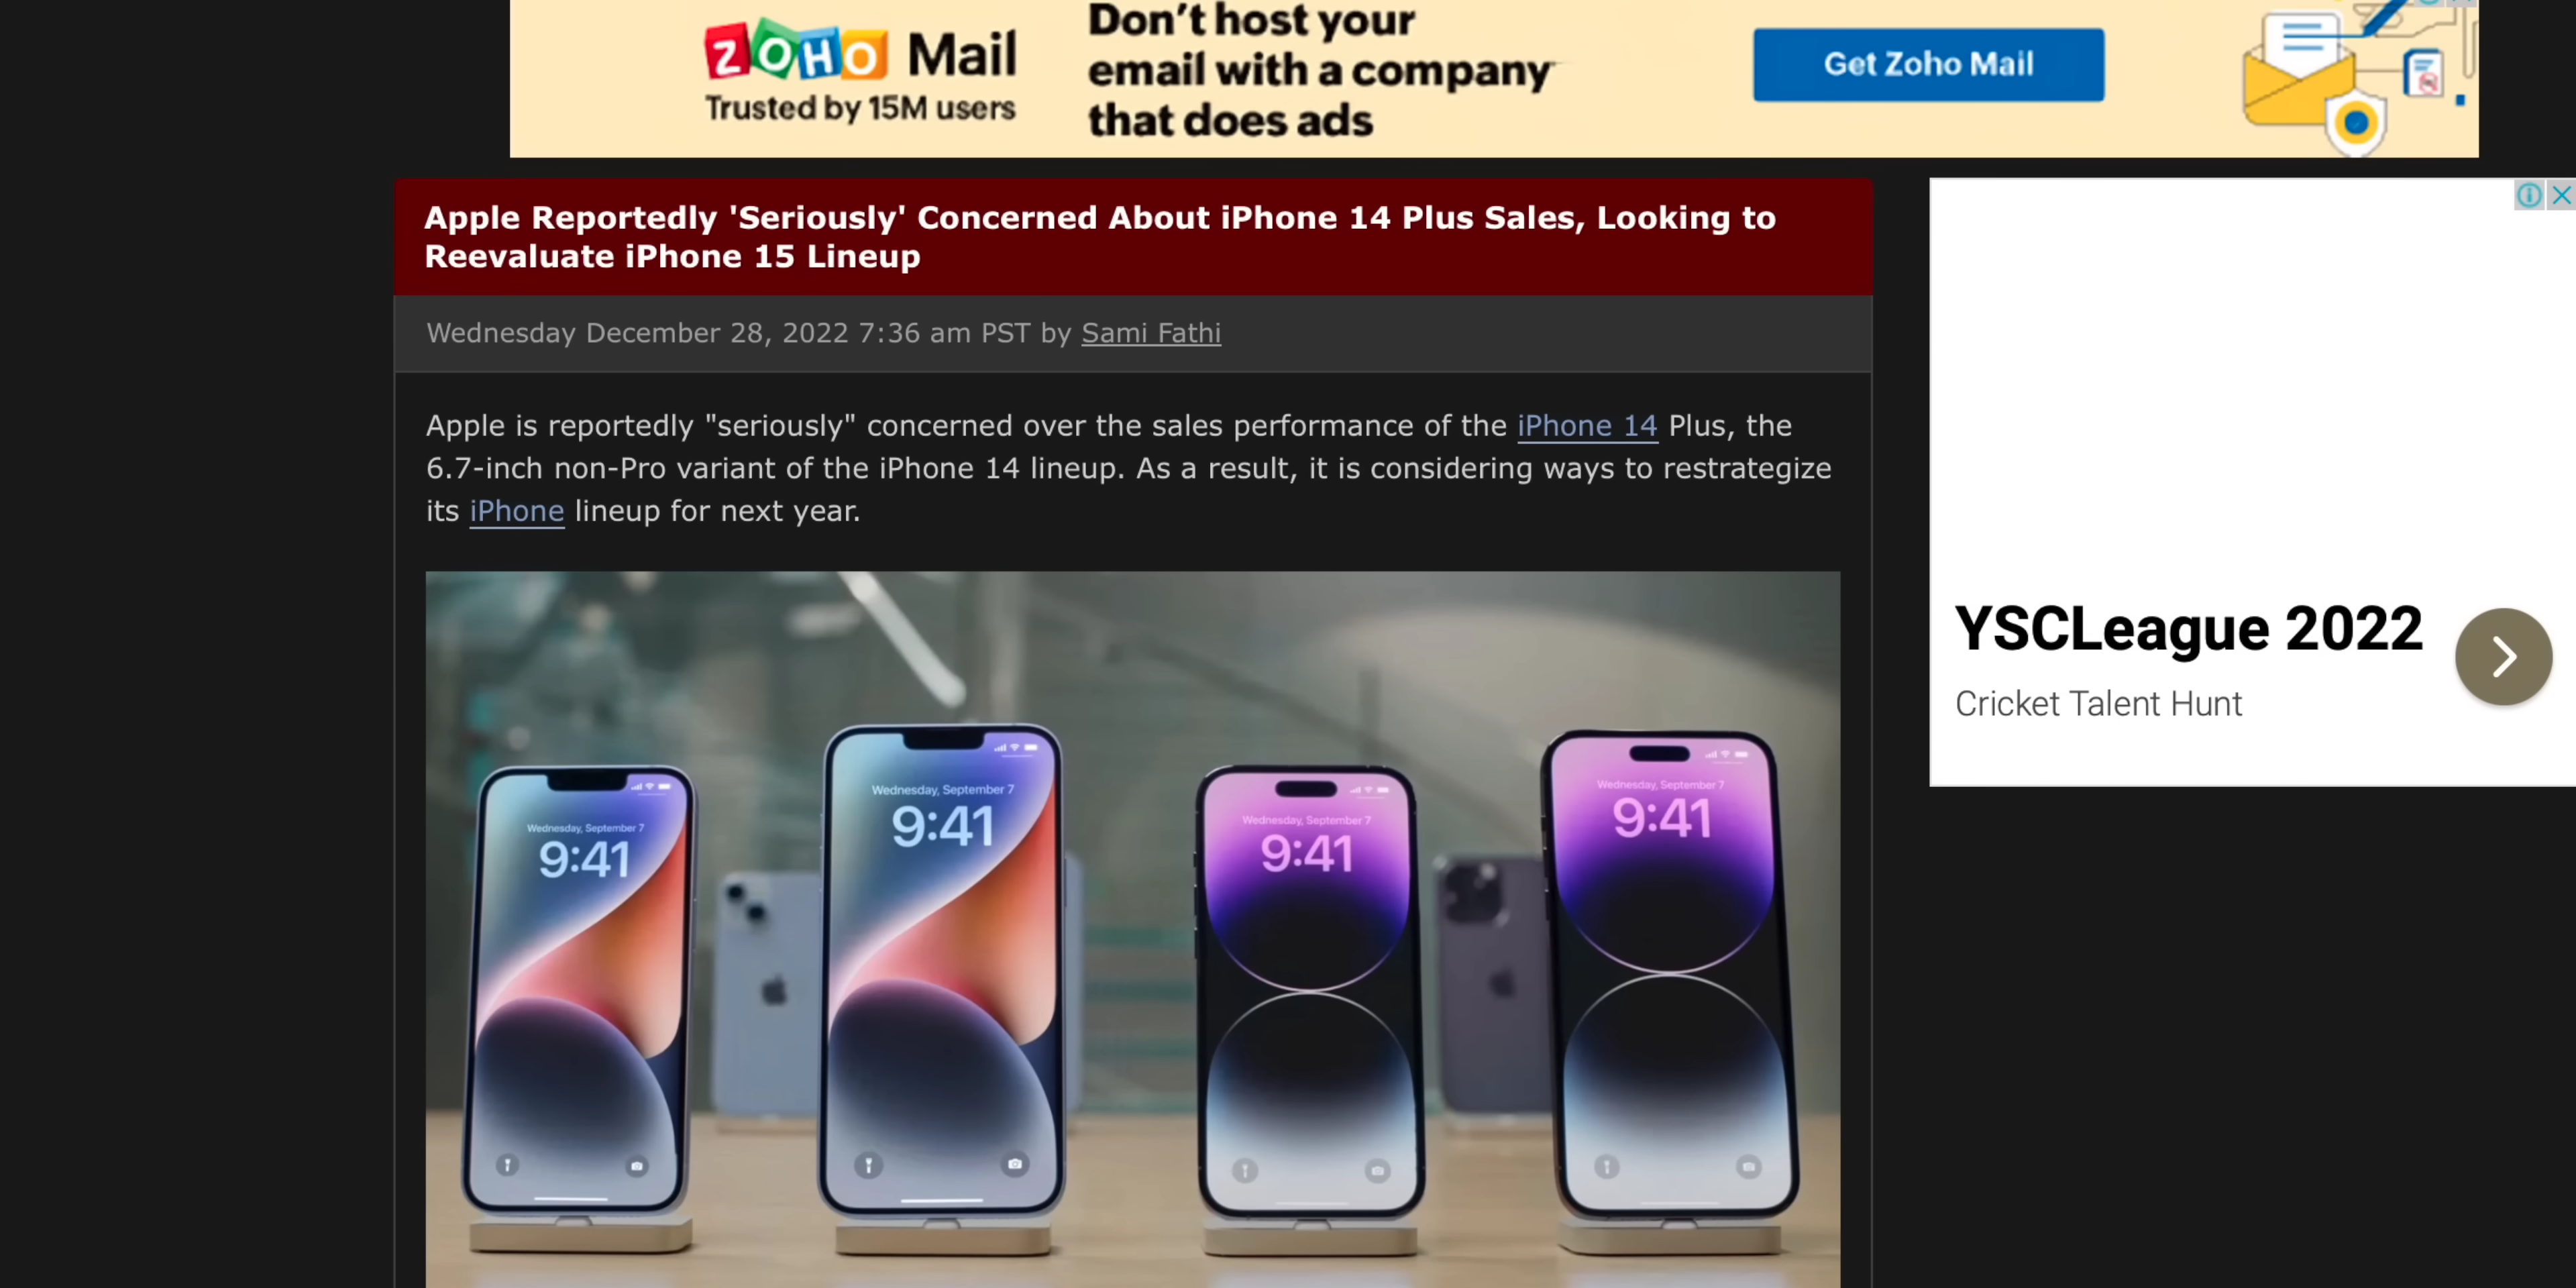 ZOHO Mail
Trusted by 15M users
Don't host your
email with a company
that does ads
Get Zoho Mail
Apple Reportedly 'Seriously' Concerned About iPhone 14 Plus Sales, Looking to
Reevaluate iPhone 15 Lineup
Wednesday December 28, 2022 7:36 am PST by Sami Fathi
Apple is reportedly "seriously" concerned over the sales performance of the iPhone 14 Plus, the
6.7-inch non-Pro variant of the iPhone 14 lineup. As a result, it is considering ways to restrategize
its iPhone lineup for next year.
YSCLeague 2022
Cricket Talent Hunt
Wednesday, September 7
9:41
Wednesday, September 7
9:41
Wednesday, September 7
9:41
Wednesday, September 7
9:41